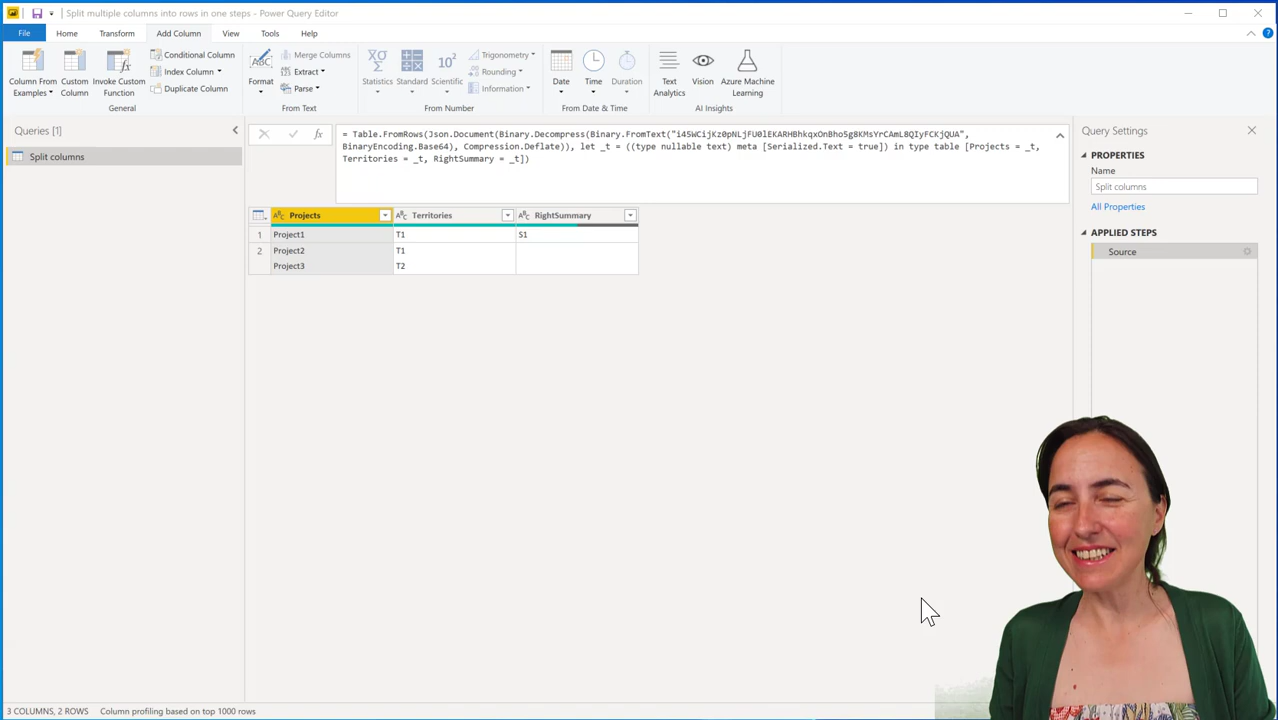 Split multiple columns into rows in one steps - Power Query Editor
File Home Transform Add Column View Tools Help
Column From Examples
Custom Column
Invoke Custom Function
Conditional Column
Index Column
Duplicate Column
General
Format
Merge Columns
Extract
Parse
From Text
Statistics
Standard
10²
Scientific
Trigonometry
Rounding
Information
From Number
Date
Time
Duration
From Date & Time
Text Analytics
Vision
Azure Machine Learning
AI Insights
Queries [1]
Split columns
fx
= Table.FromRows(Json.Document(Binary.Decompress(Binary.FromText("i45WCijKz0pNLjFU0lEKARHBhkqxOnBho5g8KMsYrCAmL8QIyFCKjQUA",
BinaryEncoding.Base64), Compression.Deflate)), let _t = ((type nullable text) meta [Serialized.Text = true]) in type table [Projects = _t,
Territories = _t, RightSummary = _t])
Projects Territories RightSummary
1 Project1 T1 S1
2 Project2 T1
Project3 T2
Query Settings
PROPERTIES
Name
Split columns
All Properties
APPLIED STEPS
Source
3 COLUMNS, 2 ROWS Column profiling based on top 1000 rows